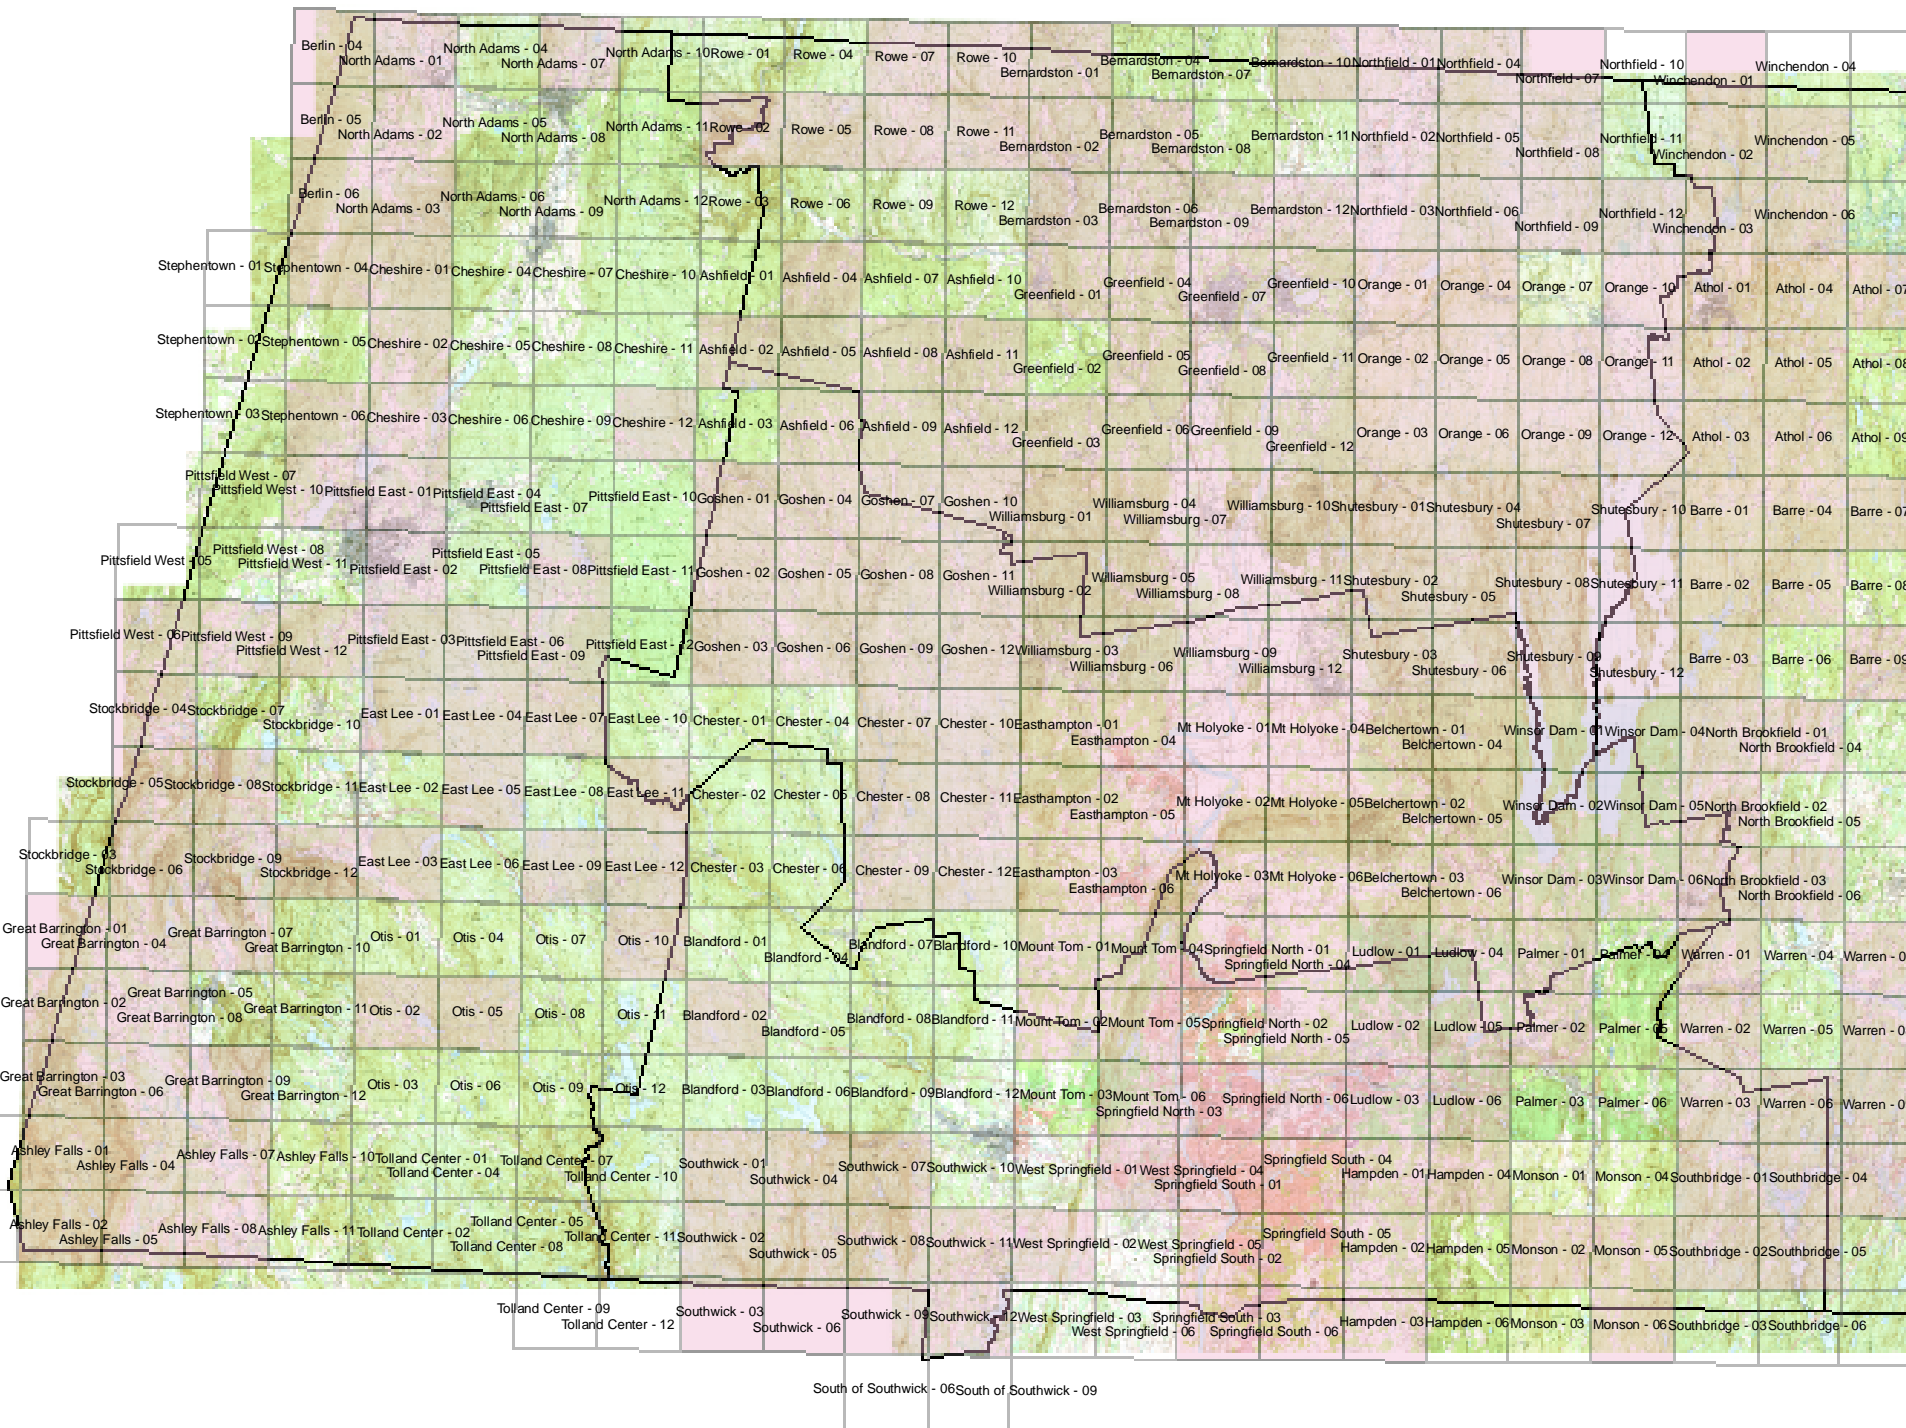 Berlin - 04
North Adams - 01
North Adams - 04
North Adams - 07
North Adams - 10
Rowe - 01
Rowe - 04
Rowe - 07
Rowe - 10
Bernardston - 01
Bernardston - 04
Bernardston - 07
Bernardston - 10
Northfield - 01
Northfield - 04
Northfield - 07
Northfield - 10
Winchendon - 01
Winchendon - 04
Berlin - 05
North Adams - 02
North Adams - 05
North Adams - 08
North Adams - 11
Rowe - 02
Rowe - 05
Rowe - 08
Rowe - 11
Bernardston - 02
Bernardston - 05
Bernardston - 08
Bernardston - 11
Northfield - 02
Northfield - 05
Northfield - 08
Northfield - 11
Winchendon - 02
Winchendon - 05
Berlin - 06
North Adams - 03
North Adams - 06
North Adams - 09
North Adams - 12
Rowe - 03
Rowe - 06
Rowe - 09
Rowe - 12
Bernardston - 03
Bernardston - 06
Bernardston - 09
Bernardston - 12
Northfield - 03
Northfield - 06
Northfield - 09
Northfield - 12
Winchendon - 03
Winchendon - 06
Stephentown - 01
Stephentown - 04
Cheshire - 01
Cheshire - 04
Cheshire - 07
Cheshire - 10
Ashfield - 01
Ashfield - 04
Ashfield - 07
Ashfield - 10
Greenfield - 01
Greenfield - 04
Greenfield - 07
Greenfield - 10
Orange - 01
Orange - 04
Orange - 07
Orange - 10
Athol - 01
Athol - 04
Athol - 07
Stephentown - 02
Stephentown - 05
Cheshire - 02
Cheshire - 05
Cheshire - 08
Cheshire - 11
Ashfield - 02
Ashfield - 05
Ashfield - 08
Ashfield - 11
Greenfield - 02
Greenfield - 05
Greenfield - 08
Greenfield - 11
Orange - 02
Orange - 05
Orange - 08
Orange - 11
Athol - 02
Athol - 05
Athol - 08
Stephentown - 03
Stephentown - 06
Cheshire - 03
Cheshire - 06
Cheshire - 09
Cheshire - 12
Ashfield - 03
Ashfield - 06
Ashfield - 09
Ashfield - 12
Greenfield - 03
Greenfield - 06
Greenfield - 09
Greenfield - 12
Orange - 03
Orange - 06
Orange - 09
Orange - 12
Athol - 03
Athol - 06
Athol - 09
Pittsfield West - 07
Pittsfield West - 10
Pittsfield East - 01
Pittsfield East - 04
Pittsfield East - 07
Pittsfield East - 10
Goshen - 01
Goshen - 04
Goshen - 07
Goshen - 10
Williamsburg - 01
Williamsburg - 04
Williamsburg - 07
Williamsburg - 10
Shutesbury - 01
Shutesbury - 04
Shutesbury - 07
Shutesbury - 10
Barre - 01
Barre - 04
Barre - 07
Pittsfield West - 05
Pittsfield West - 08
Pittsfield West - 11
Pittsfield East - 02
Pittsfield East - 05
Pittsfield East - 08
Pittsfield East - 11
Goshen - 02
Goshen - 05
Goshen - 08
Goshen - 11
Williamsburg - 02
Williamsburg - 05
Williamsburg - 08
Williamsburg - 11
Shutesbury - 02
Shutesbury - 05
Shutesbury - 08
Shutesbury - 11
Barre - 02
Barre - 05
Barre - 08
Pittsfield West - 06
Pittsfield West - 09
Pittsfield West - 12
Pittsfield East - 03
Pittsfield East - 06
Pittsfield East - 09
Pittsfield East - 12
Goshen - 03
Goshen - 06
Goshen - 09
Goshen - 12
Williamsburg - 03
Williamsburg - 06
Williamsburg - 09
Williamsburg - 12
Shutesbury - 03
Shutesbury - 06
Shutesbury - 09
Shutesbury - 12
Barre - 03
Barre - 06
Barre - 09
Stockbridge - 04
Stockbridge - 07
Stockbridge - 10
East Lee - 01
East Lee - 04
East Lee - 07
East Lee - 10
Chester - 01
Chester - 04
Chester - 07
Chester - 10
Easthampton - 01
Easthampton - 04
Mt Holyoke - 01
Mt Holyoke - 04
Belchertown - 01
Belchertown - 04
Winsor Dam - 01
Winsor Dam - 04
North Brookfield - 01
North Brookfield - 04
Stockbridge - 05
Stockbridge - 08
Stockbridge - 11
East Lee - 02
East Lee - 05
East Lee - 08
East Lee - 11
Chester - 02
Chester - 05
Chester - 08
Chester - 11
Easthampton - 02
Easthampton - 05
Mt Holyoke - 02
Mt Holyoke - 05
Belchertown - 02
Belchertown - 05
Winsor Dam - 02
Winsor Dam - 05
North Brookfield - 02
North Brookfield - 05
Stockbridge - 03
Stockbridge - 06
Stockbridge - 09
Stockbridge - 12
East Lee - 03
East Lee - 06
East Lee - 09
East Lee - 12
Chester - 03
Chester - 06
Chester - 09
Chester - 12
Easthampton - 03
Easthampton - 06
Mt Holyoke - 03
Mt Holyoke - 06
Belchertown - 03
Belchertown - 06
Winsor Dam - 03
Winsor Dam - 06
North Brookfield - 03
North Brookfield - 06
Great Barrington - 01
Great Barrington - 04
Great Barrington - 07
Great Barrington - 10
Otis - 01
Otis - 04
Otis - 07
Otis - 10
Blandford - 01
Blandford - 04
Blandford - 07
Blandford - 10
Mount Tom - 01
Mount Tom - 04
Springfield North - 01
Springfield North - 04
Ludlow - 01
Ludlow - 04
Palmer - 01
Palmer - 04
Warren - 01
Warren - 04
Warren - 0
Great Barrington - 02
Great Barrington - 05
Great Barrington - 08
Great Barrington - 11
Otis - 02
Otis - 05
Otis - 08
Otis - 11
Blandford - 02
Blandford - 05
Blandford - 08
Blandford - 11
Mount Tom - 02
Mount Tom - 05
Springfield North - 02
Springfield North - 05
Ludlow - 02
Ludlow - 05
Palmer - 02
Palmer - 05
Warren - 02
Warren - 05
Warren - 0
Great Barrington - 03
Great Barrington - 06
Great Barrington - 09
Great Barrington - 12
Otis - 03
Otis - 06
Otis - 09
Otis - 12
Blandford - 03
Blandford - 06
Blandford - 09
Blandford - 12
Mount Tom - 03
Mount Tom - 06
Springfield North - 03
Springfield North - 06
Ludlow - 03
Ludlow - 06
Palmer - 03
Palmer - 06
Warren - 03
Warren - 06
Warren - 0
Ashley Falls - 01
Ashley Falls - 04
Ashley Falls - 07
Ashley Falls - 10
Tolland Center - 01
Tolland Center - 04
Tolland Center - 07
Tolland Center - 10
Southwick - 01
Southwick - 04
Southwick - 07
Southwick - 10
West Springfield - 01
West Springfield - 04
Springfield South - 01
Springfield South - 04
Hampden - 01
Hampden - 04
Monson - 01
Monson - 04
Southbridge - 01
Southbridge - 04
Ashley Falls - 02
Ashley Falls - 05
Ashley Falls - 08
Ashley Falls - 11
Tolland Center - 02
Tolland Center - 05
Tolland Center - 08
Tolland Center - 11
Southwick - 02
Southwick - 05
Southwick - 08
Southwick - 11
West Springfield - 02
West Springfield - 05
Springfield South - 02
Springfield South - 05
Hampden - 02
Hampden - 05
Monson - 02
Monson - 05
Southbridge - 02
Southbridge - 05
Tolland Center - 09
Tolland Center - 12
Southwick - 03
Southwick - 06
Southwick - 09
Southwick - 12
West Springfield - 03
West Springfield - 06
Springfield South - 03
Springfield South - 06
Hampden - 03
Hampden - 06
Monson - 03
Monson - 06
Southbridge - 03
Southbridge - 06
South of Southwick - 06
South of Southwick - 09